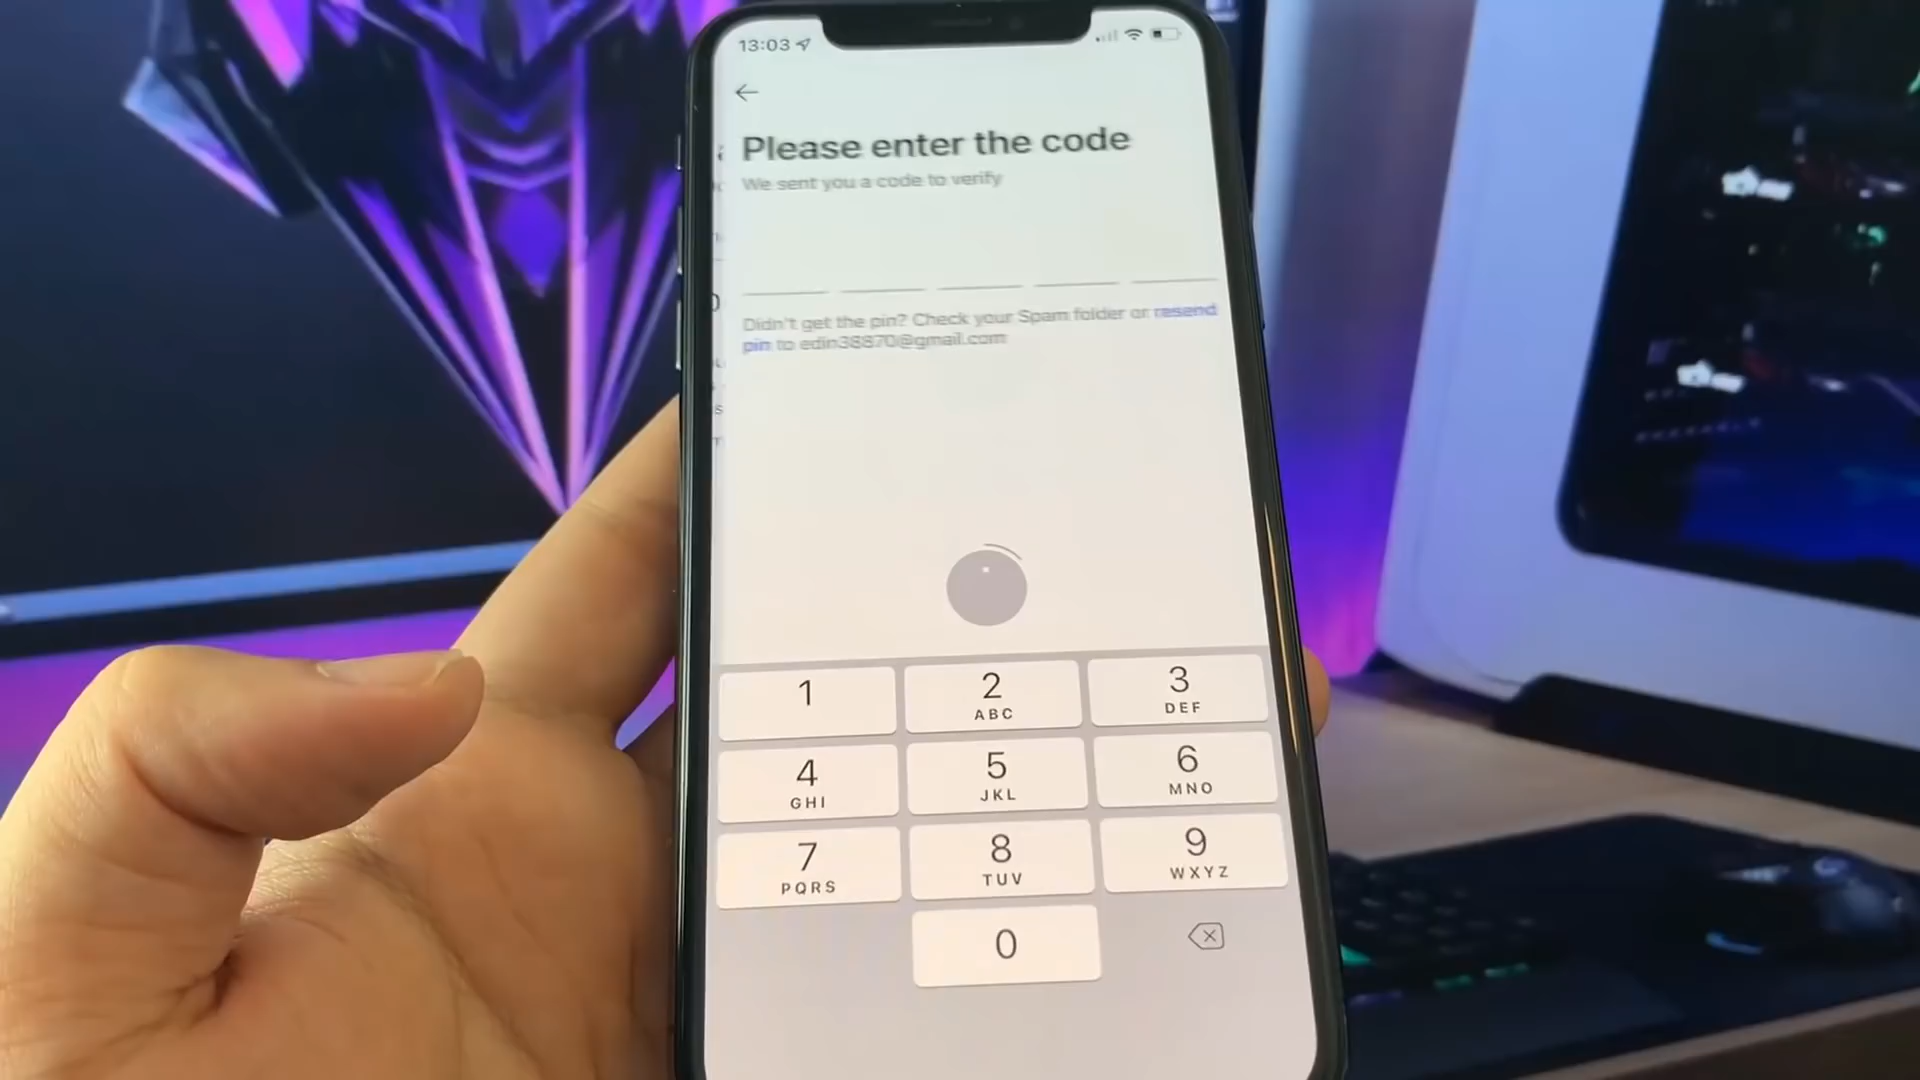 13:03
Please enter the code
We sent you a code to verify
Didn't get the pin? Check your Spam folder or resend
pin to edin38870@gmail.com
1
2
ABC
3
DEF
4
GHI
5
JKL
6
MNO
7
PQRS
8
TUV
9
WXYZ
0